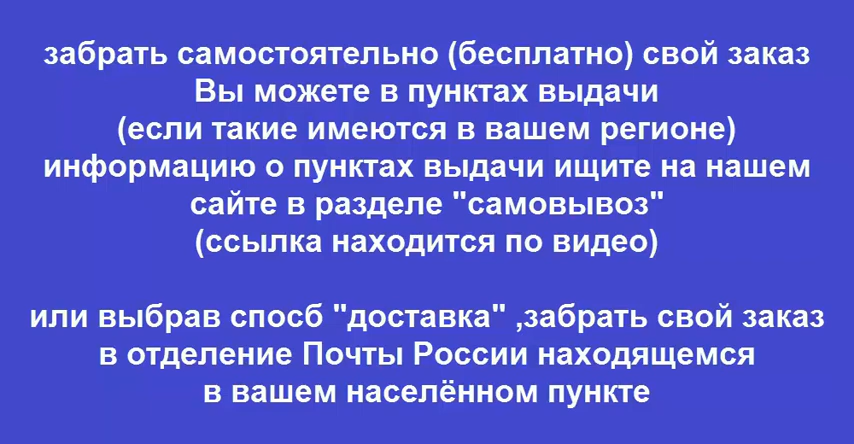 забрать самостоятельно (бесплатно) свой заказ
Вы можете в пунктах выдачи
(если такие имеются в вашем регионе)
информацию о пунктах выдачи ищите на нашем
сайте в разделе "самовывоз"
(ссылка находится по видео)
или выбрав спосб "доставка" ,забрать свой заказ
в отделение Почты России находящемся
в вашем населённом пункте